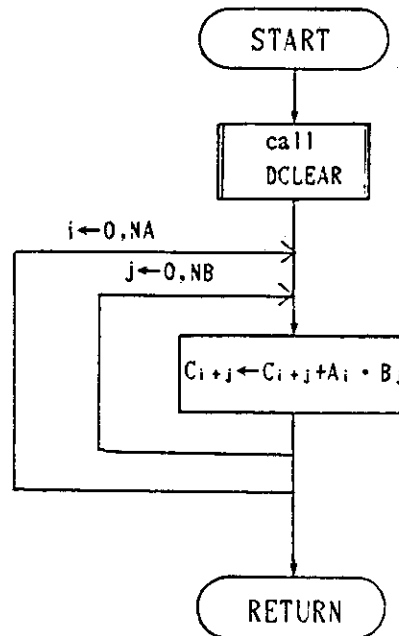 START
call
DCLEAR
i←0,NA
j←0,NB
Ci+j←Ci+j+Ai・Bj
RETURN